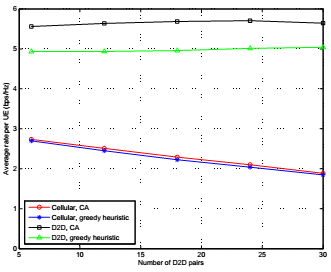 6
5
4
3
2
1
0
5
10
15
20
25
30
Average rate per UE (bps/Hz)
Number of D2D pairs
Cellular, CA
Cellular, greedy heuristic
D2D, CA
D2D, greedy heuristic